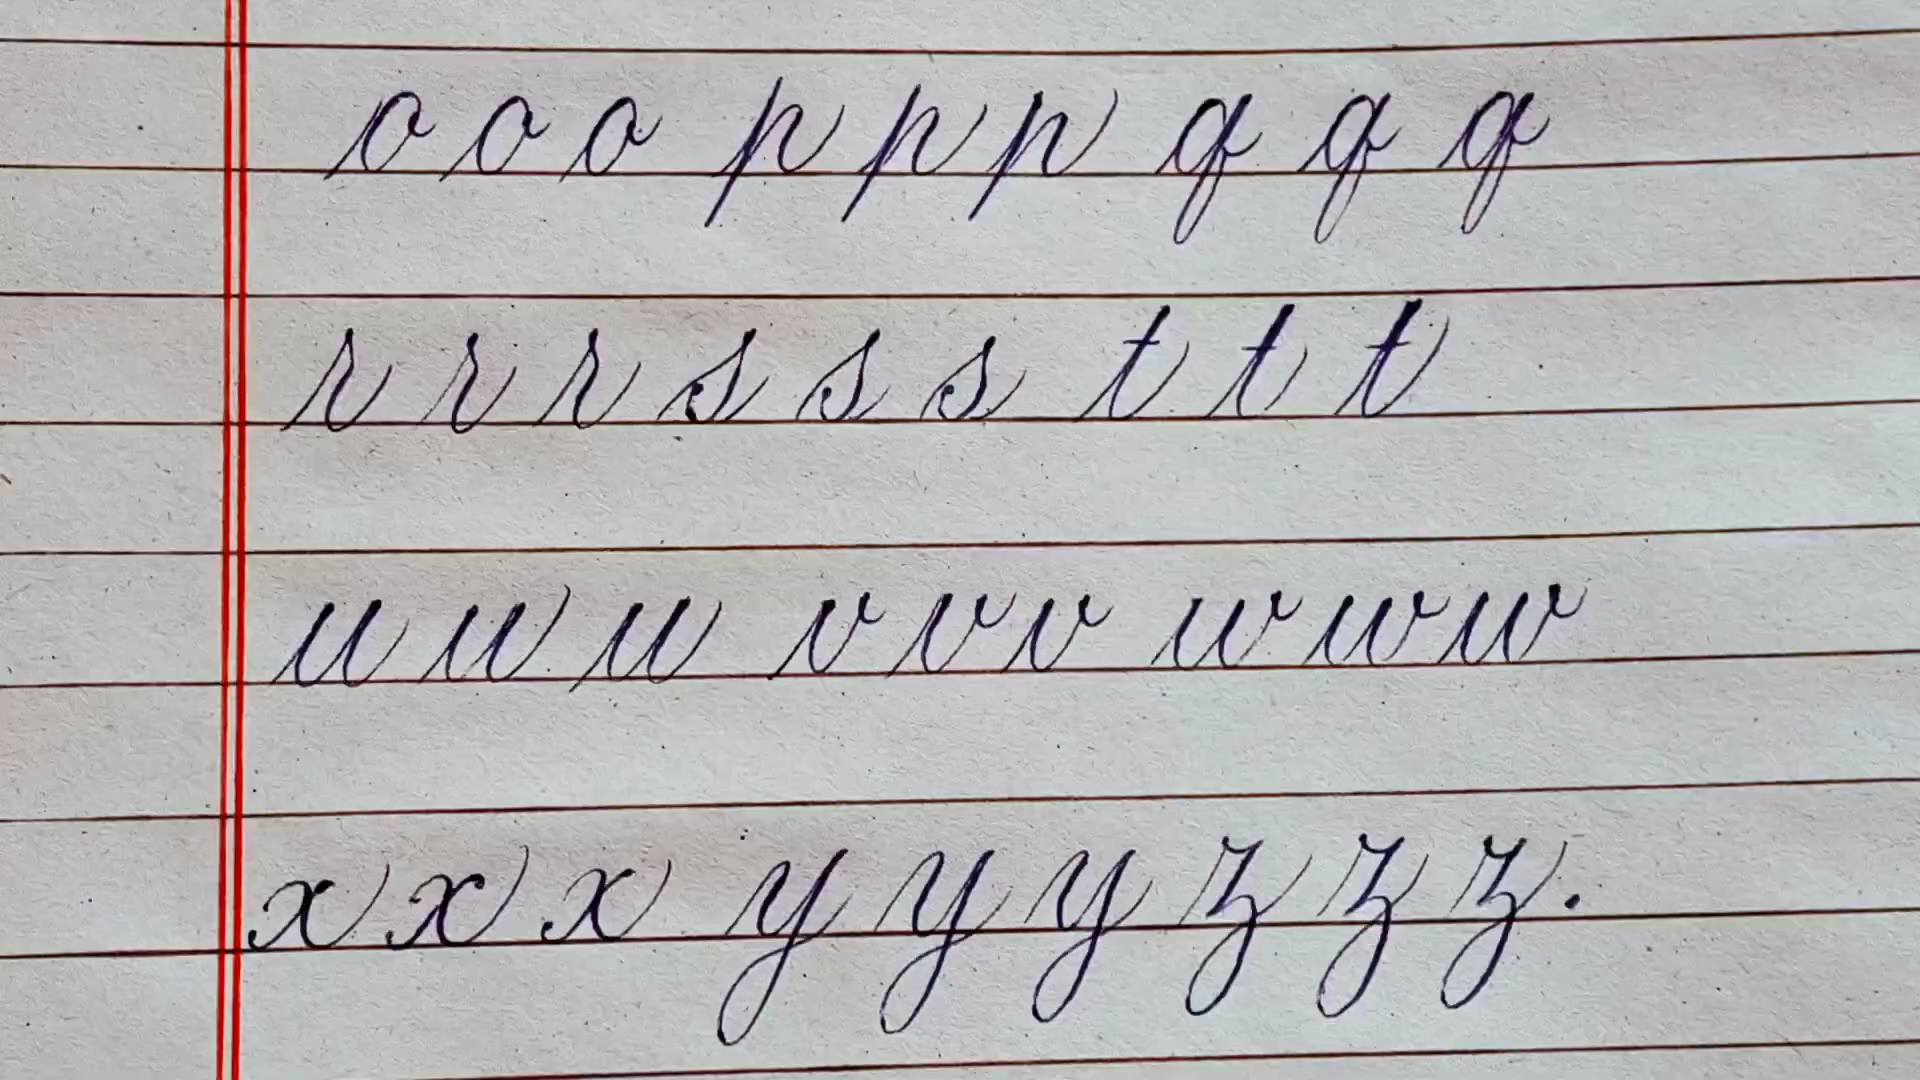 o o o p p p q q q
r r r s s s t t t
u u u v v v w w w
x x x y y y z z z.